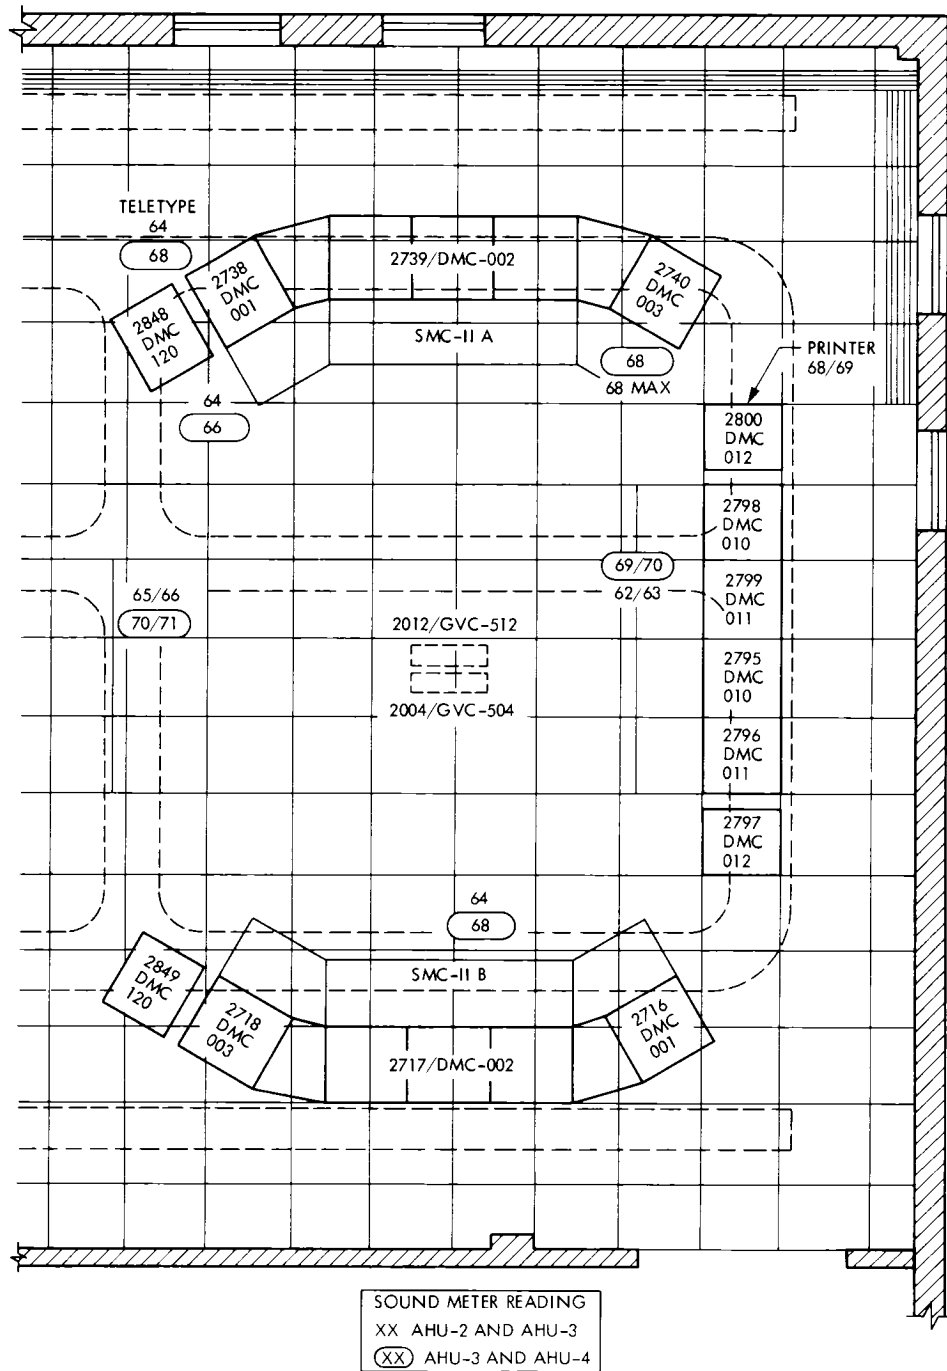 TELETYPE
64
68
2738
DMC
001
2739/DMC-002
2740
DMC
003
2848
DMC
120
SMC-II A
68
68 MAX
PRINTER
68/69
64
66
2800
DMC
012
2798
DMC
010
69/70
62/63
2799
DMC
011
65/66
70/71
2012/GVC-512
2004/GVC-504
2795
DMC
010
2796
DMC
011
2797
DMC
012
64
68
2849
DMC
120
SMC-II B
2718
DMC
003
2716
DMC
001
2717/DMC-002
SOUND METER READING
XX AHU-2 AND AHU-3
XX AHU-3 AND AHU-4